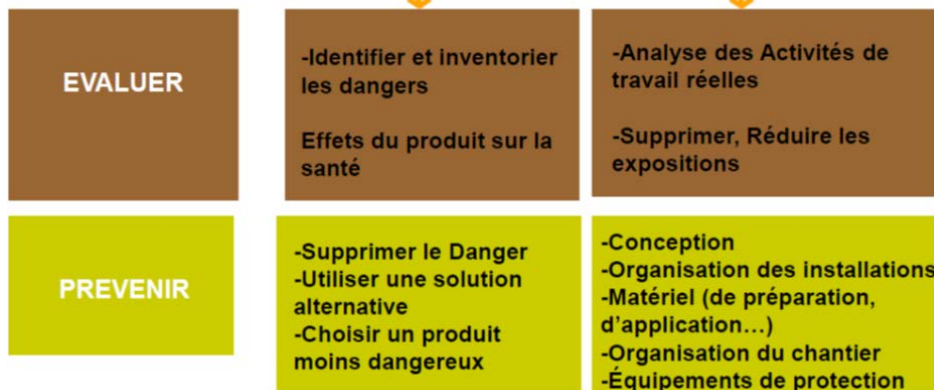 EVALUER
-Identifier et inventorier
les dangers
Effets du produit sur la
santé
-Analyse des Activités de
travail réelles
-Supprimer, Réduire les
expositions
PREVENIR
-Supprimer le Danger
-Utiliser une solution
alternative
-Choisir un produit
moins dangereux
-Conception
-Organisation des installations
-Matériel (de préparation,
d'application…)
-Organisation du chantier
-Équipements de protection